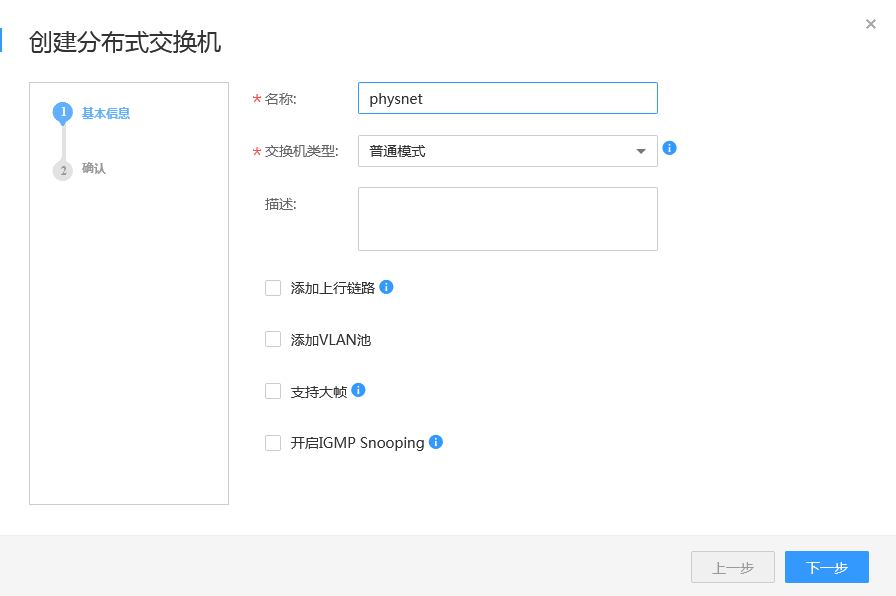 创建分布式交换机
×
1 基本信息
2 确认
* 名称: physnet
* 交换机类型: 普通模式 i
描述:
添加上行链路 i
添加VLAN池
支持大帧 i
开启IGMP Snooping i
上一步 下一步